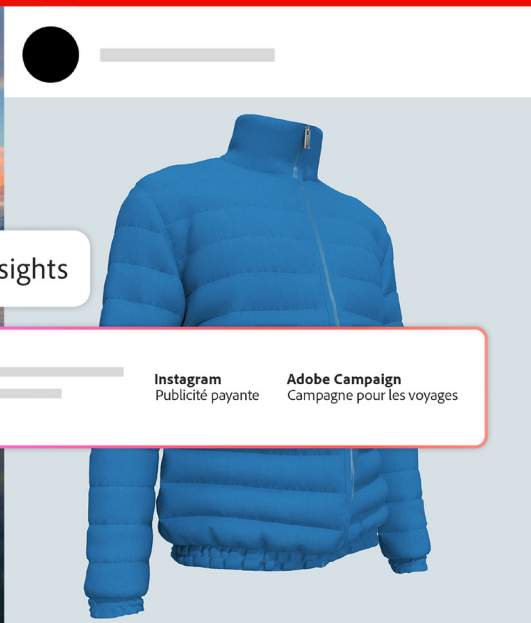 sights
Instagram
Publicité payante
Adobe Campaign
Campagne pour les voyages